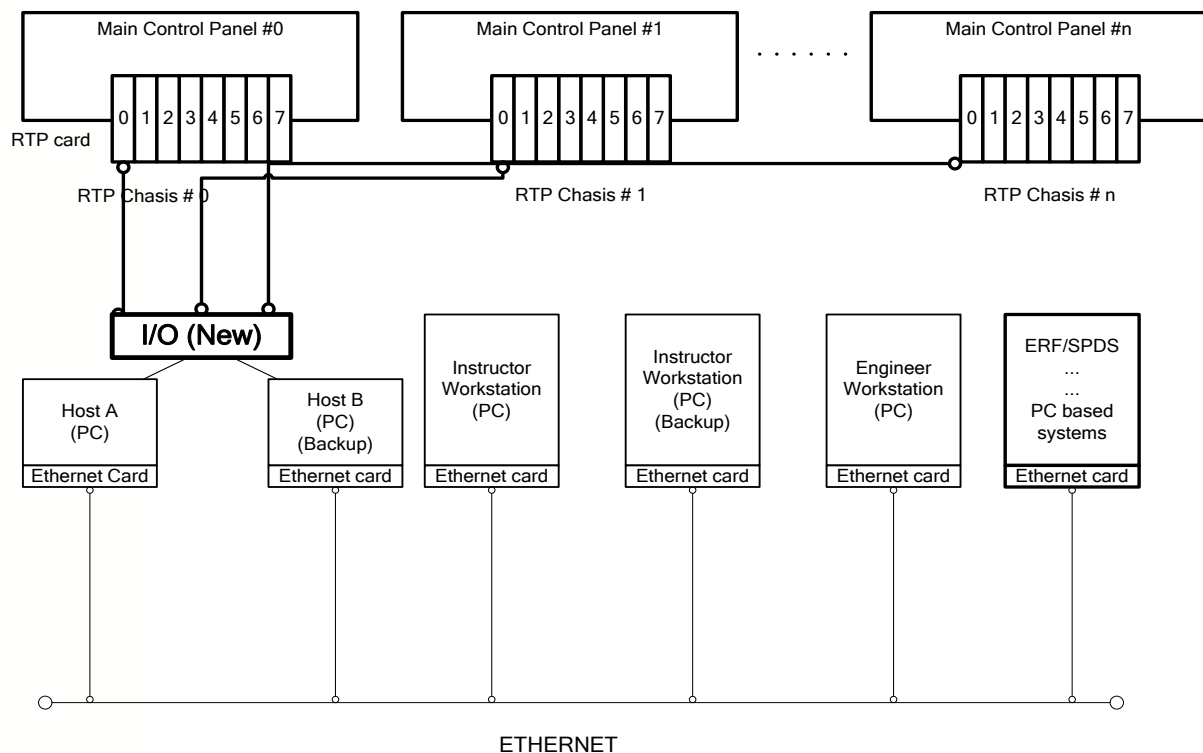 Main Control Panel #0
Main Control Panel #1
. . . . . .
Main Control Panel #n
0 1 2 3 4 5 6 7
0 1 2 3 4 5 6 7
0 1 2 3 4 5 6 7
RTP card
RTP Chasis # 0
RTP Chasis # 1
RTP Chasis # n
I/O (New)
Host A
(PC)
Ethernet Card
Host B
(PC)
(Backup)
Ethernet card
Instructor
Workstation
(PC)
Ethernet card
Instructor
Workstation
(PC)
(Backup)
Ethernet card
Engineer
Workstation
(PC)
Ethernet card
ERF/SPDS
...
...
PC based
systems
Ethernet card
ETHERNET